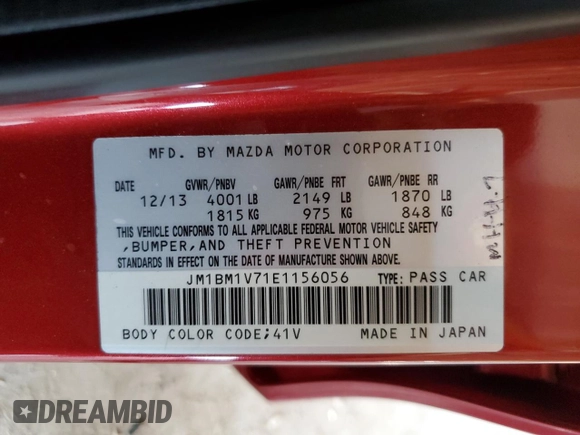 MFD. BY MAZDA MOTOR CORPORATION
DATE GVWR/PNBV GAWR/PNBE FRT GAWR/PNBE RR
12/13 4001 LB 2149 LB 1870 LB
1815 KG 975 KG 848 KG
THIS VEHICLE CONFORMS TO ALL APPLICABLE FEDERAL MOTOR VEHICLE SAFETY
,BUMPER,AND THEFT PREVENTION
STANDARDS IN EFFECT ON THE DATE OF MANUFACTURE SHOWN ABOVE.
JM1BM1V71E1156056 TYPE: PASS CAR
BODY COLOR CODE;41V MADE IN JAPAN
DREAMBID